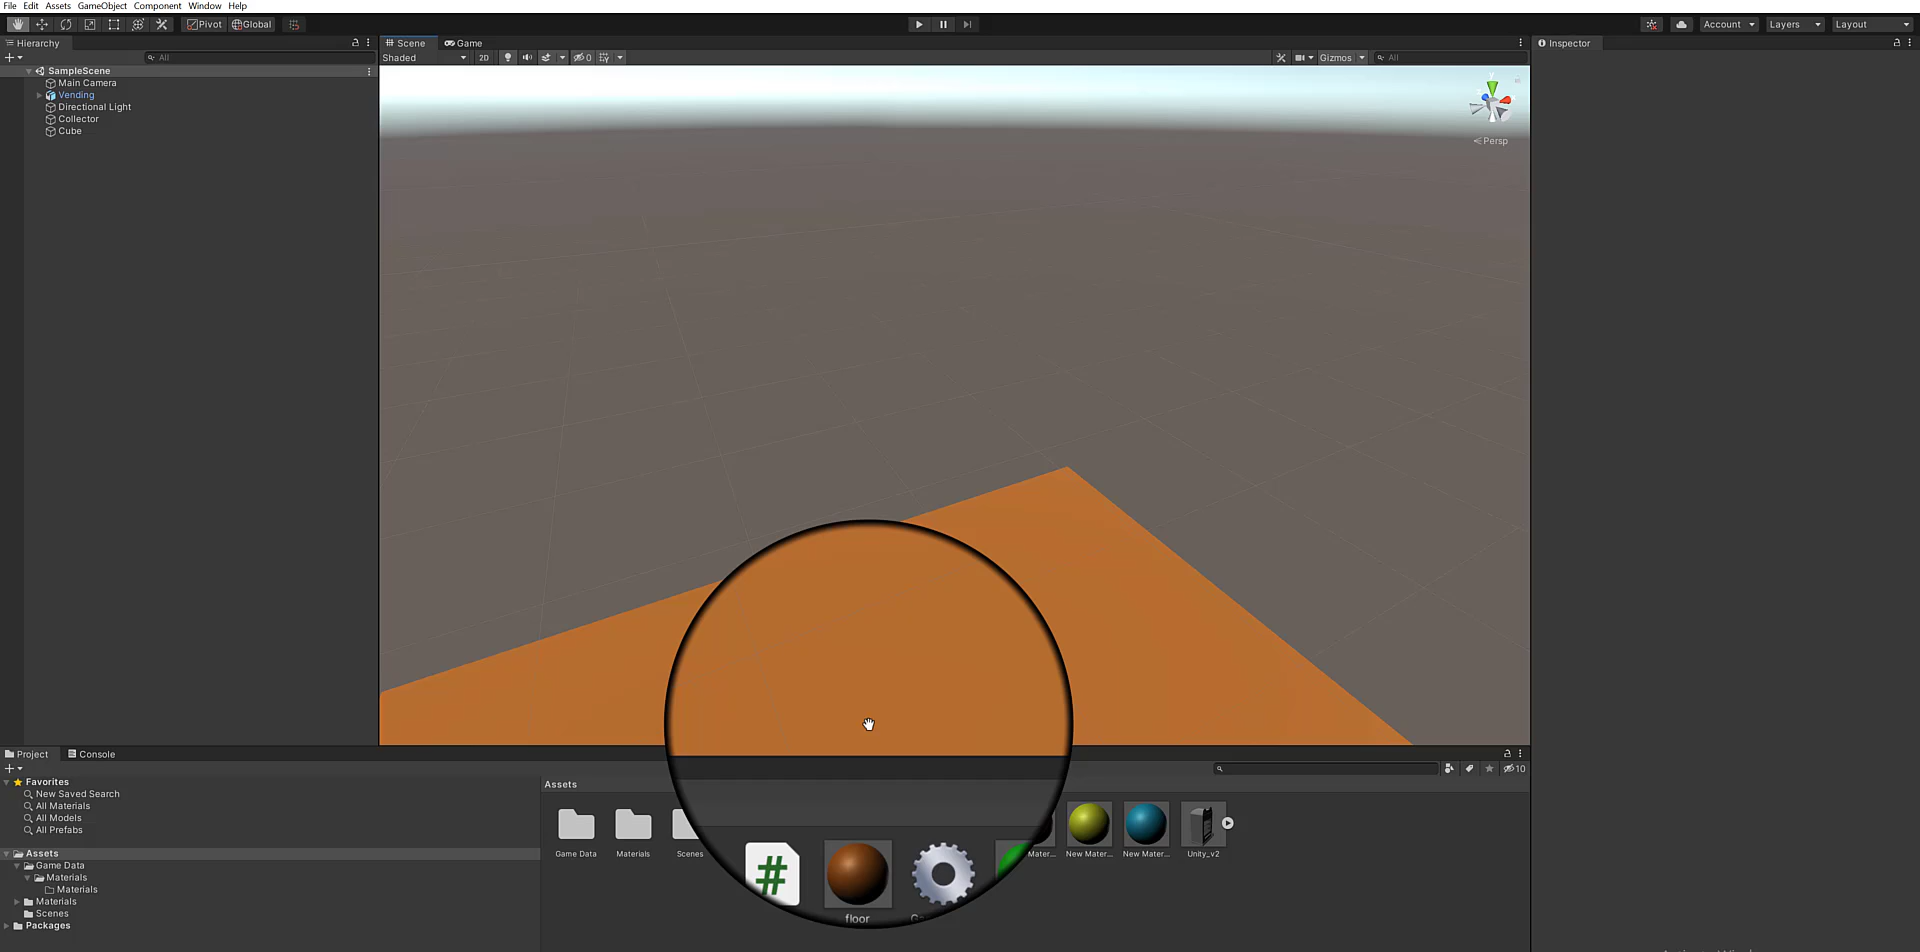 File Edit Assets GameObject Component Window Help
Pivot Global Account Layers Layout
Hierarchy Scene Game Inspector
All Shaded 2D 0 Gizmos All
SampleScene
Main Camera
Vending
Directional Light
Collector
Cube
y
Persp
Project Console
Favorites 10
New Saved Search
All Materials
All Models
All Prefabs
Assets
Game Data
Materials
Materials
Materials
Scenes
Packages
Assets
#
Game Data Materials Scenes Mater... New Mater... New Mater... Unity_v2
floor